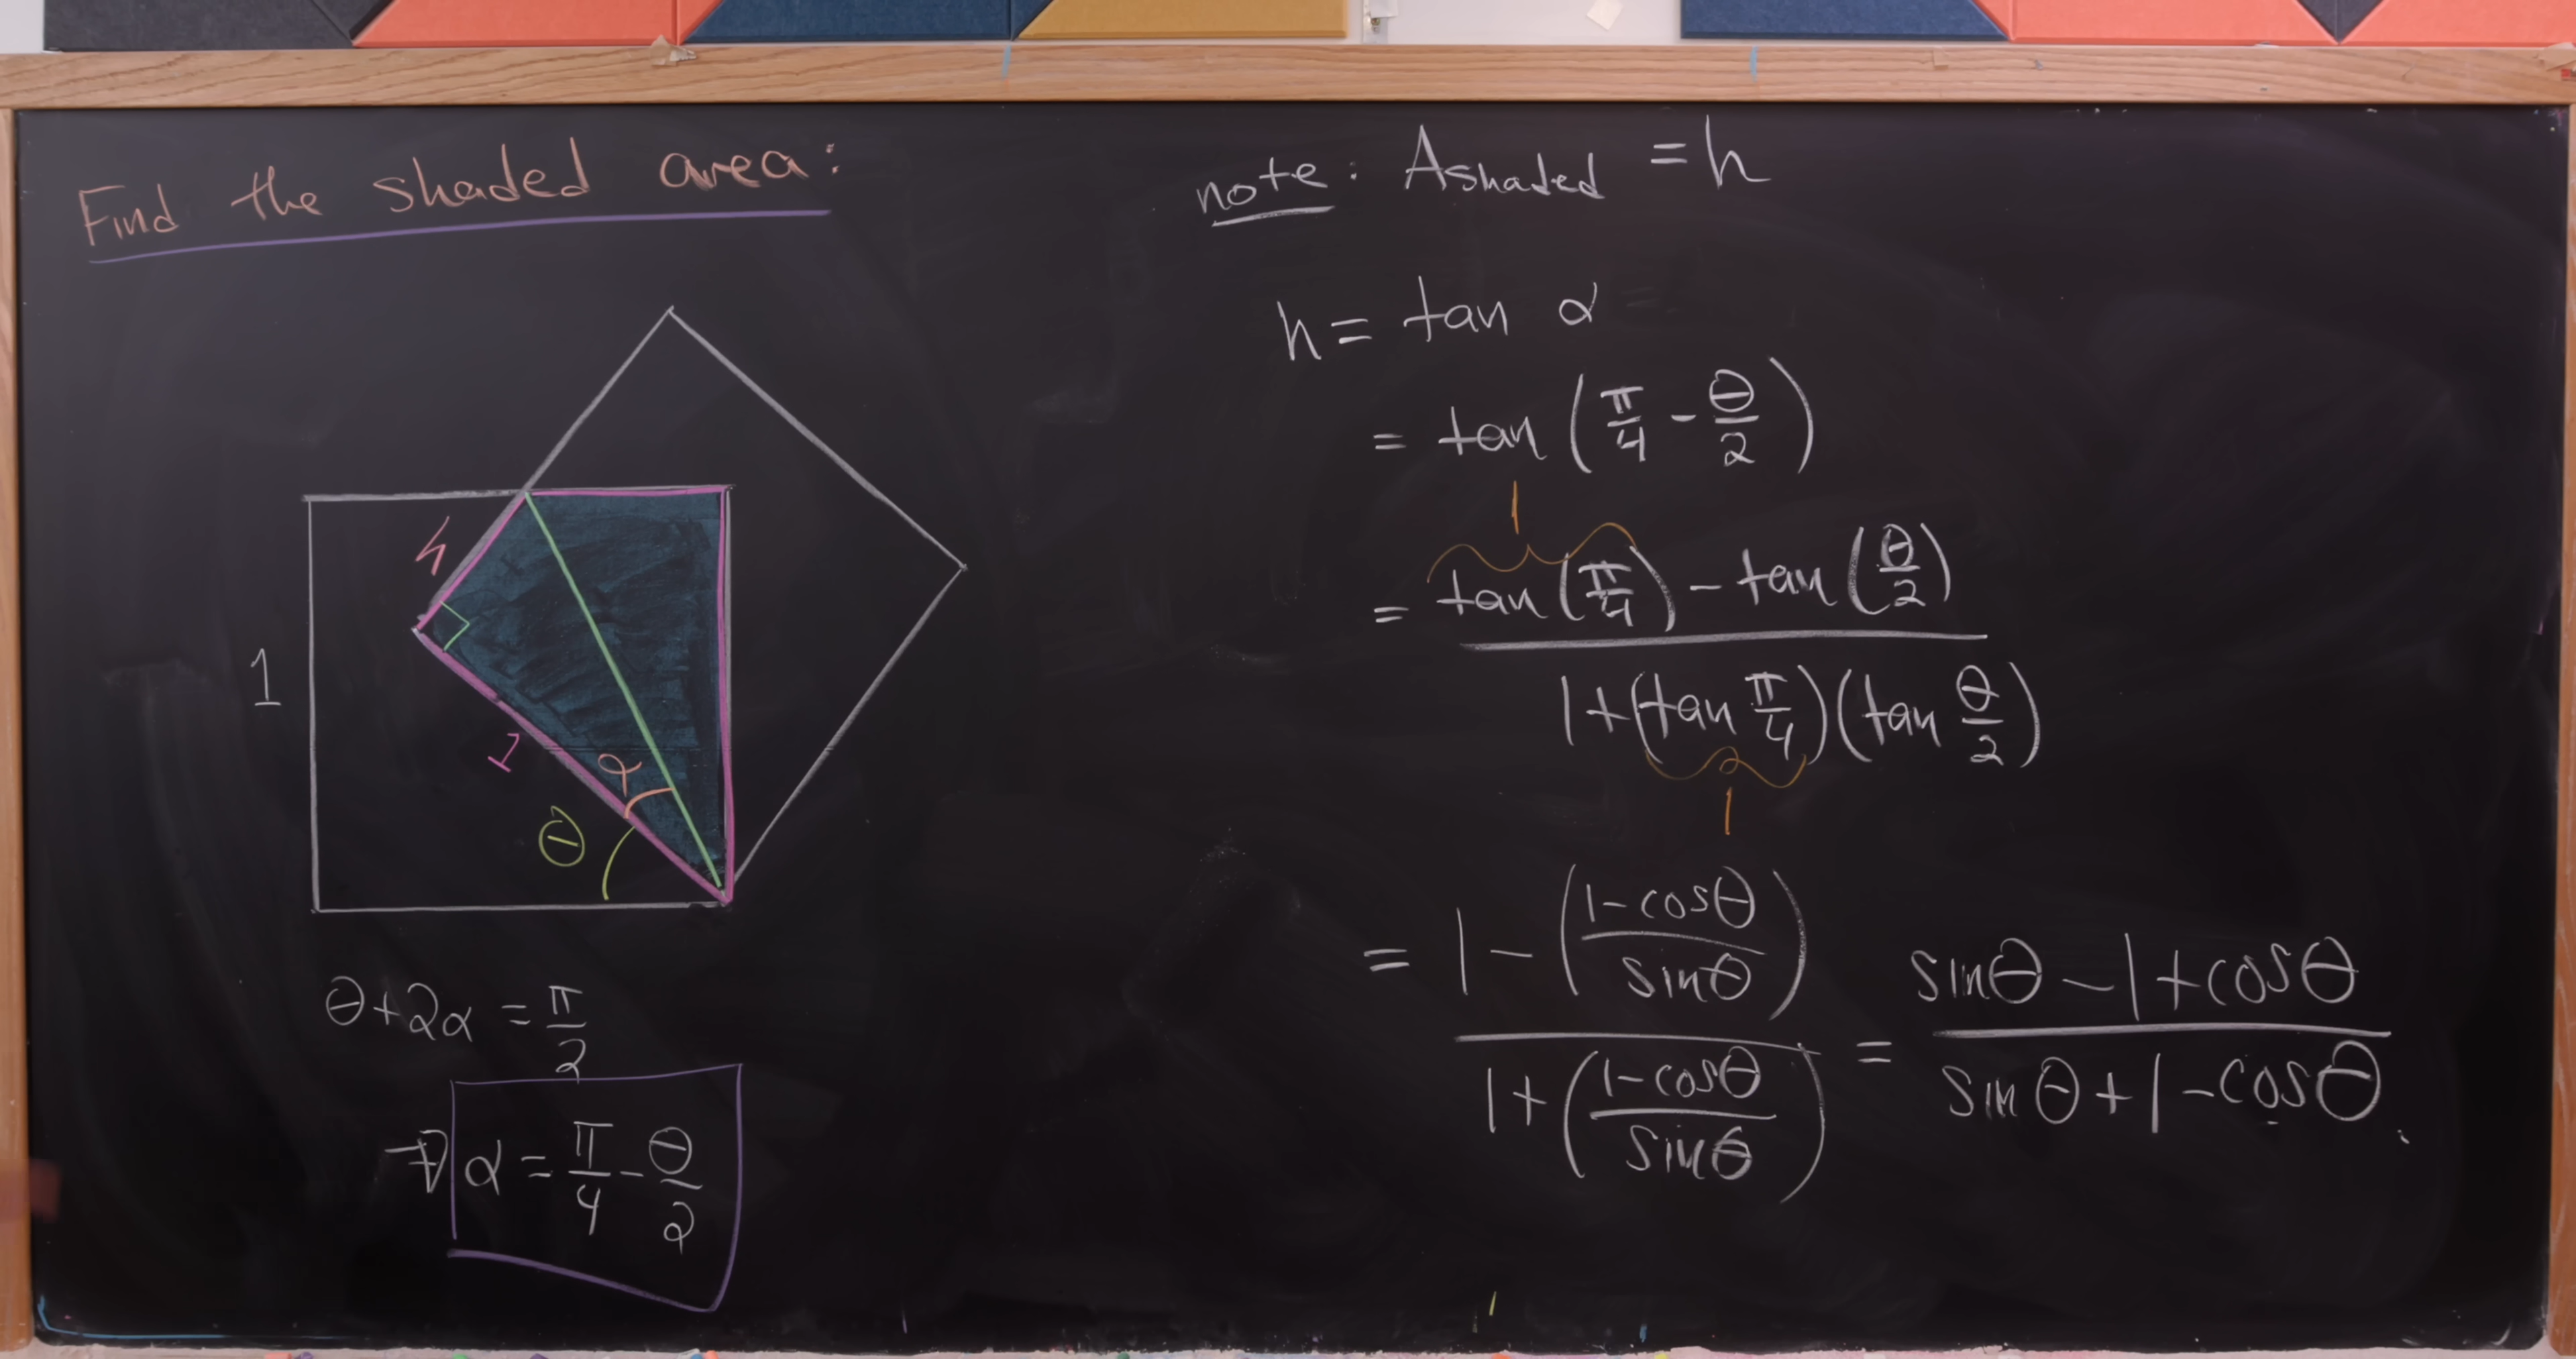 Find the shaded area:
h
1
1
α
θ
θ+2α = π/2
⇒ α = π/4 - θ/2
note: A shaded = h
h = tan α
= tan (π/4 - θ/2)
1
= (tan(π/4) - tan(θ/2)) / (1+(tan π/4)(tan θ/2))
1
= (1 - ((1-cosθ)/sinθ)) / (1+((1-cosθ)/sinθ)) = (sinθ - 1 + cosθ) / (sinθ + 1 - cosθ).